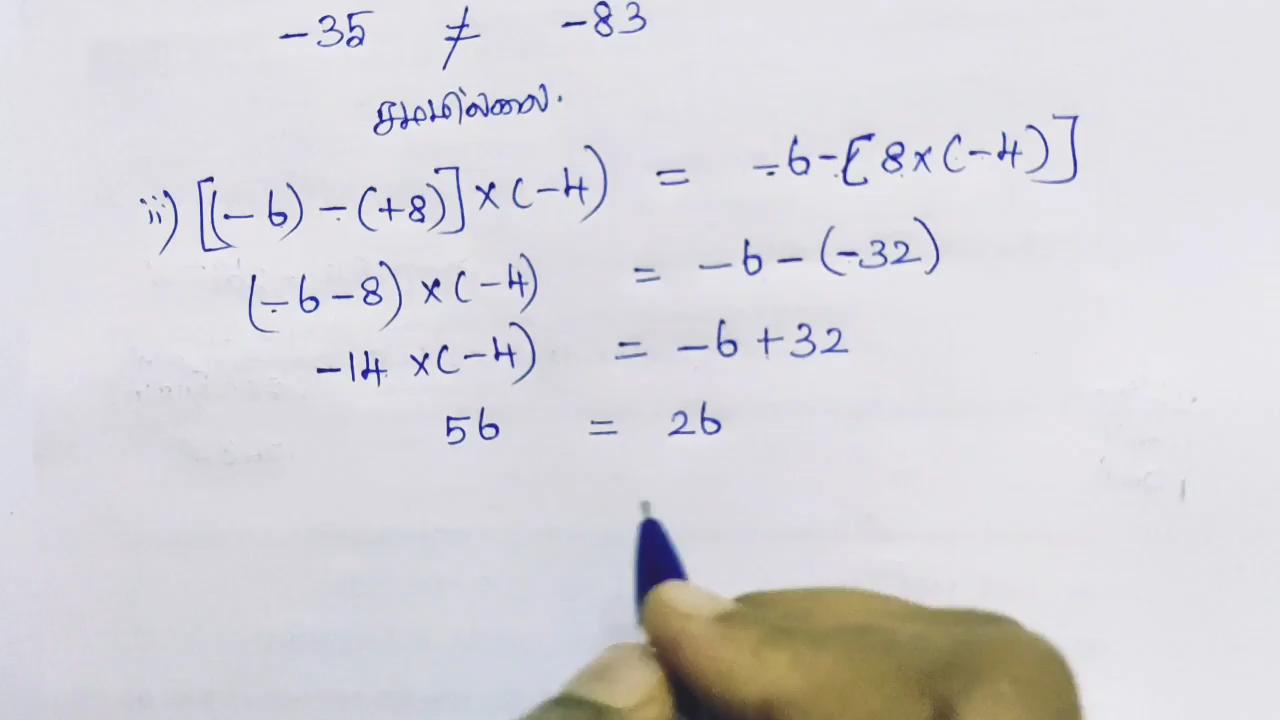 -35 ≠ -83
சமமில்லை.
ii) [(-6) - (+8)] × (-4) = -6 - [8 × (-4)]
(-6 - 8) × (-4) = -6 - (-32)
-14 × (-4) = -6 + 32
56 = 26